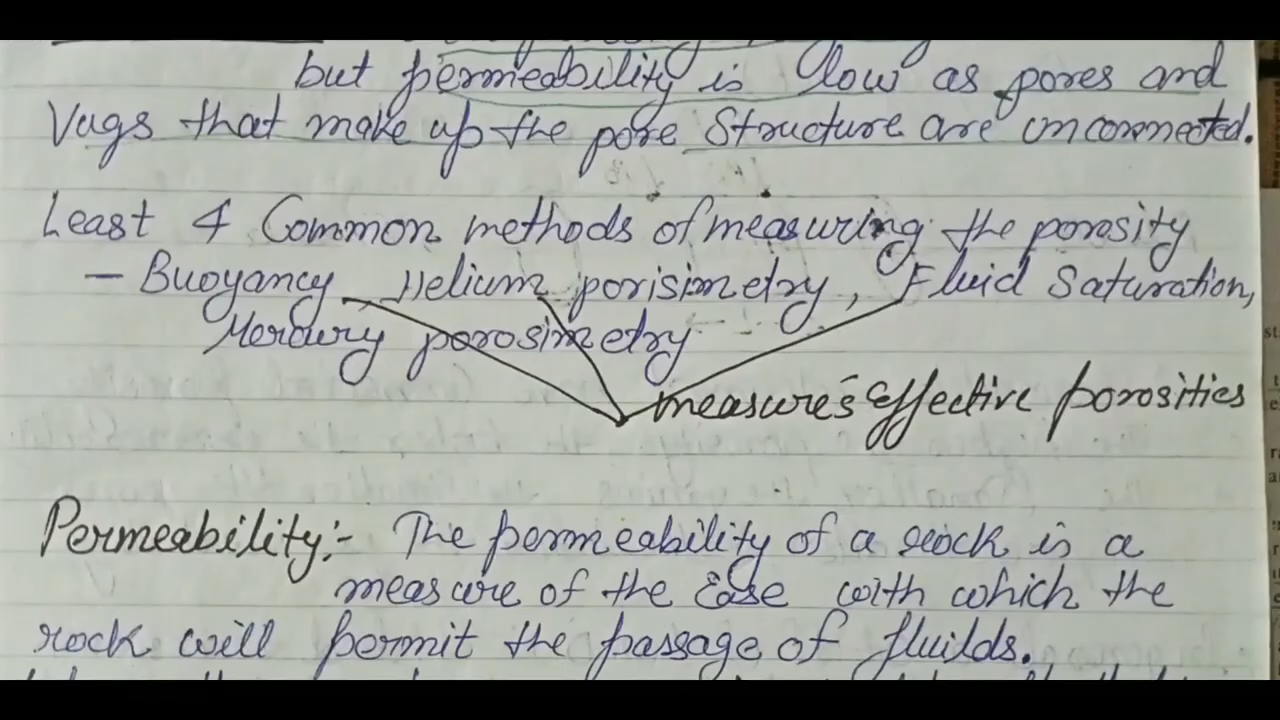 but permeability is low as pores and
Vugs that make up the pore Structure are unconnected.
Least 4 Common methods of measuring the porosity
- Buoyancy, Helium porisimetry, Fluid Saturation,
Mercury porosimetry
measures Effective porosities
Permeability:- The permeability of a rock is a
measure of the Ease with which the
rock will permit the passage of fluilds.